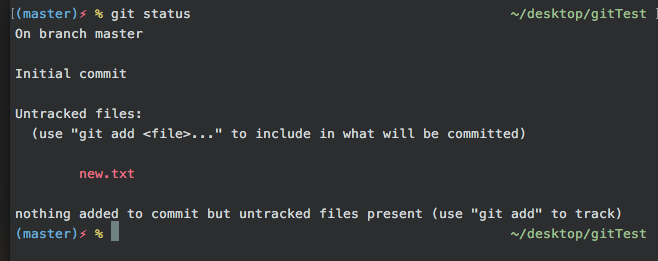 [(master)⚡ % git status ~/desktop/gitTest ]
On branch master
Initial commit
Untracked files:
(use "git add <file>..." to include in what will be committed)
new.txt
nothing added to commit but untracked files present (use "git add" to track)
(master)⚡ % ~/desktop/gitTest